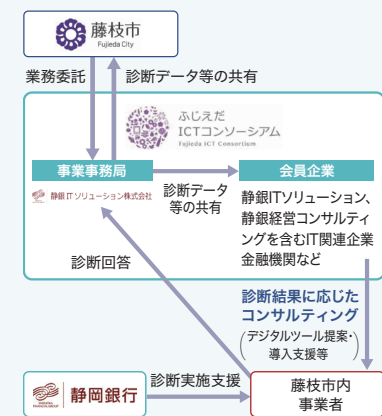 藤枝市
Fujieda City
業務委託
診断データ等の共有
ふじえだ
ICTコンソーシアム
Fujieda ICT Consortium
事業事務局
静銀 IT ソリューション株式会社
診断データ
等の共有
会員企業
静銀ITソリューション、
静銀経営コンサルティ
ングを含むIT関連企業
金融機関など
診断回答
診断結果に応じた
コンサルティング
(デジタルツール提案・
導入支援等)
静岡銀行
診断実施支援
藤枝市内
事業者